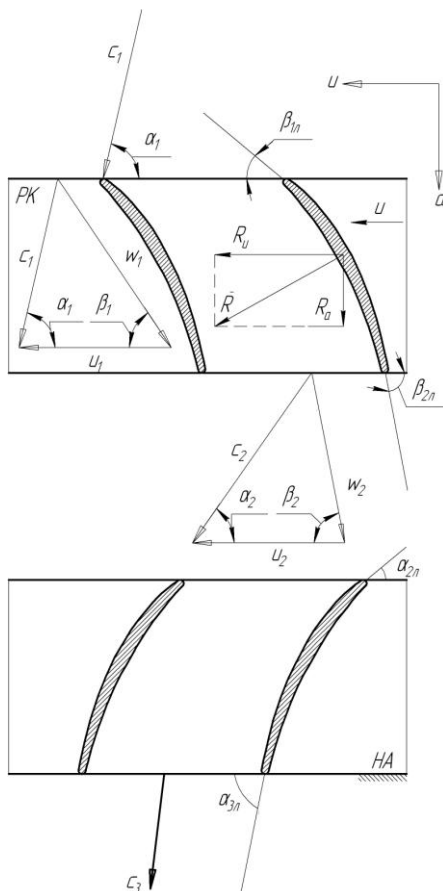 c₁
u
α₁
β₁л
a
РК
u
c₁
w₁
Rᵤ
R̄
Rₐ
α₁
β₁
u₁
β₂л
c₂
w₂
α₂
β₂
u₂
α₂л
НА
α₃л
c₃